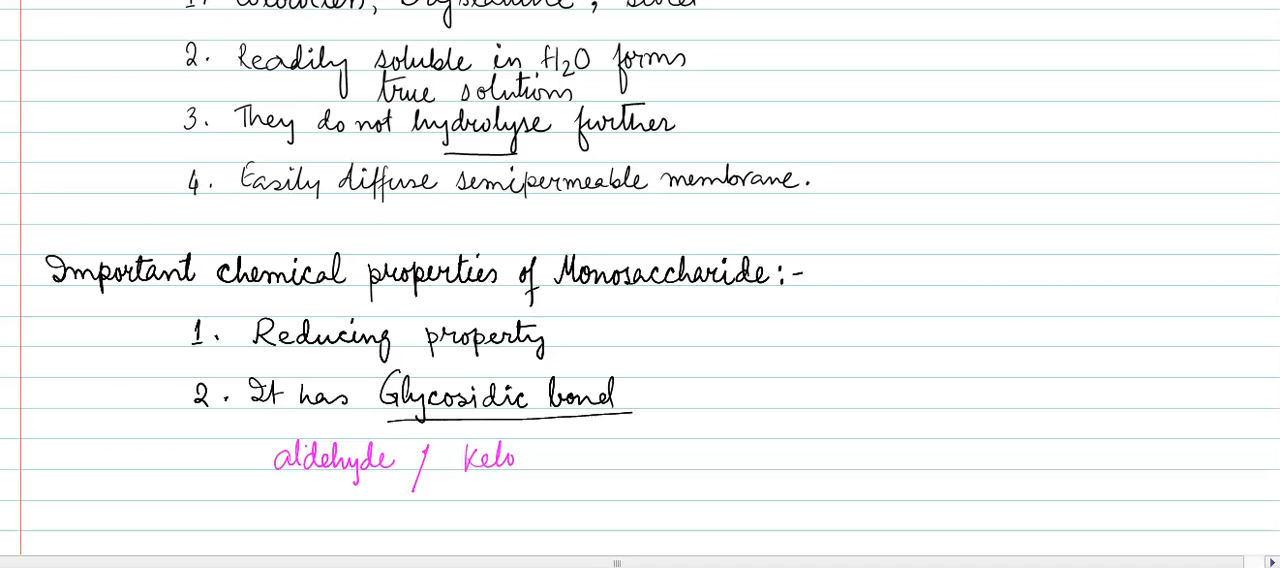 2. Readily soluble in H₂O forms
true solutions
3. They do not hydrolyse further
4. Easily diffuse semipermeable membrane.
Important chemical properties of Monosaccharide:-
1. Reducing property
2. It has Glycosidic bond
aldehyde / Keto